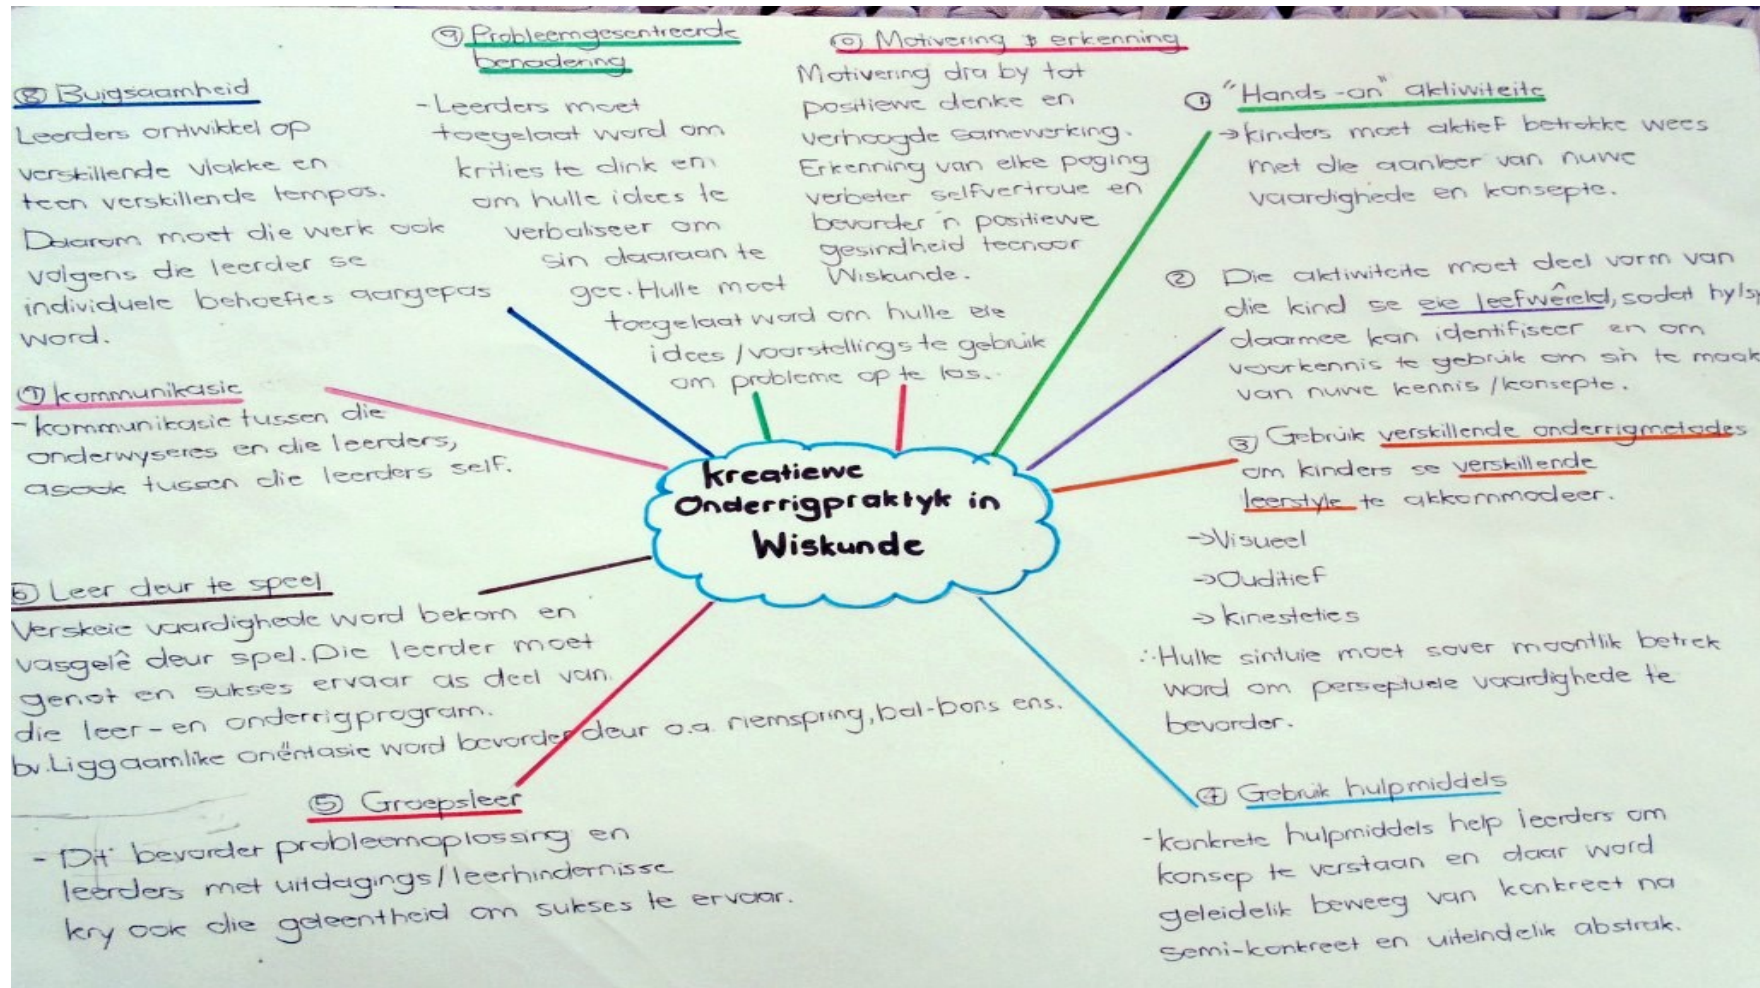 kreatiewe
Onderrigpraktyk in
Wiskunde
① "Hands-on" aktiwiteite
→ kinders moet aktief betrokke wees
met die aanleer van nuwe
vaardighede en konsepte.
② Die aktiwiteite moet deel vorm van
die kind se eie leefwêreld, sodat hy/sy
daarmee kan identifiseer en om
voorkennis te gebruik om sin te maak
van nuwe kennis/konsepte.
③ Gebruik verskillende onderrigmetodes
om kinders se verskillende
leerstyle te akkommodeer.
→ Visueel
→ Ouditief
→ kinesteties
∴ Hulle sintuie moet sover moontlik betrek
word om perseptuele vaardighede te
bevorder.
④ Gebruik hulpmiddels
- konkrete hulpmiddels help leerders om
konsep te verstaan en daar word
geleidelik beweeg van konkreet na
semi-konkreet en uiteindelik abstrak.
⑤ Groepsleer
- Dit bevorder probleemoplossing en
leerders met uitdagings/leerhindernisse
kry ook die geleentheid om sukses te ervaar.
⑥ Leer deur te speel
Verskeie vaardighede word bekom en
vasgelê deur spel. Die leerder moet
genot en sukses ervaar as deel van
die leer-en onderrigprogram.
bv. Liggaamlike oriëntasie word bevorder deur o.a. riemspring, bal-bons ens.
⑦ kommunikasie
- kommunikasie tussen die
onderwyseres en die leerders,
asook tussen die leerders self.
⑧ Buigsaamheid
Leerders ontwikkel op
verskillende vlakke en
teen verskillende tempos.
Daarom moet die werk ook
volgens die leerder se
individuele behoeftes aangepas
word.
⑨ Probleemgesentreerde
benadering
- Leerders moet
toegelaat word om
krities te dink en
om hulle idees te
verbaliseer om
sin daaraan te
gee. Hulle moet
toegelaat word om hulle eie
idees/voorstellings te gebruik
om probleme op te los.
⑩ Motivering & erkenning
Motivering dra by tot
positiewe denke en
verhoogde samewerking.
Erkenning van elke poging
verbeter selfvertroue en
bevorder 'n positiewe
gesindheid teenoor
Wiskunde.